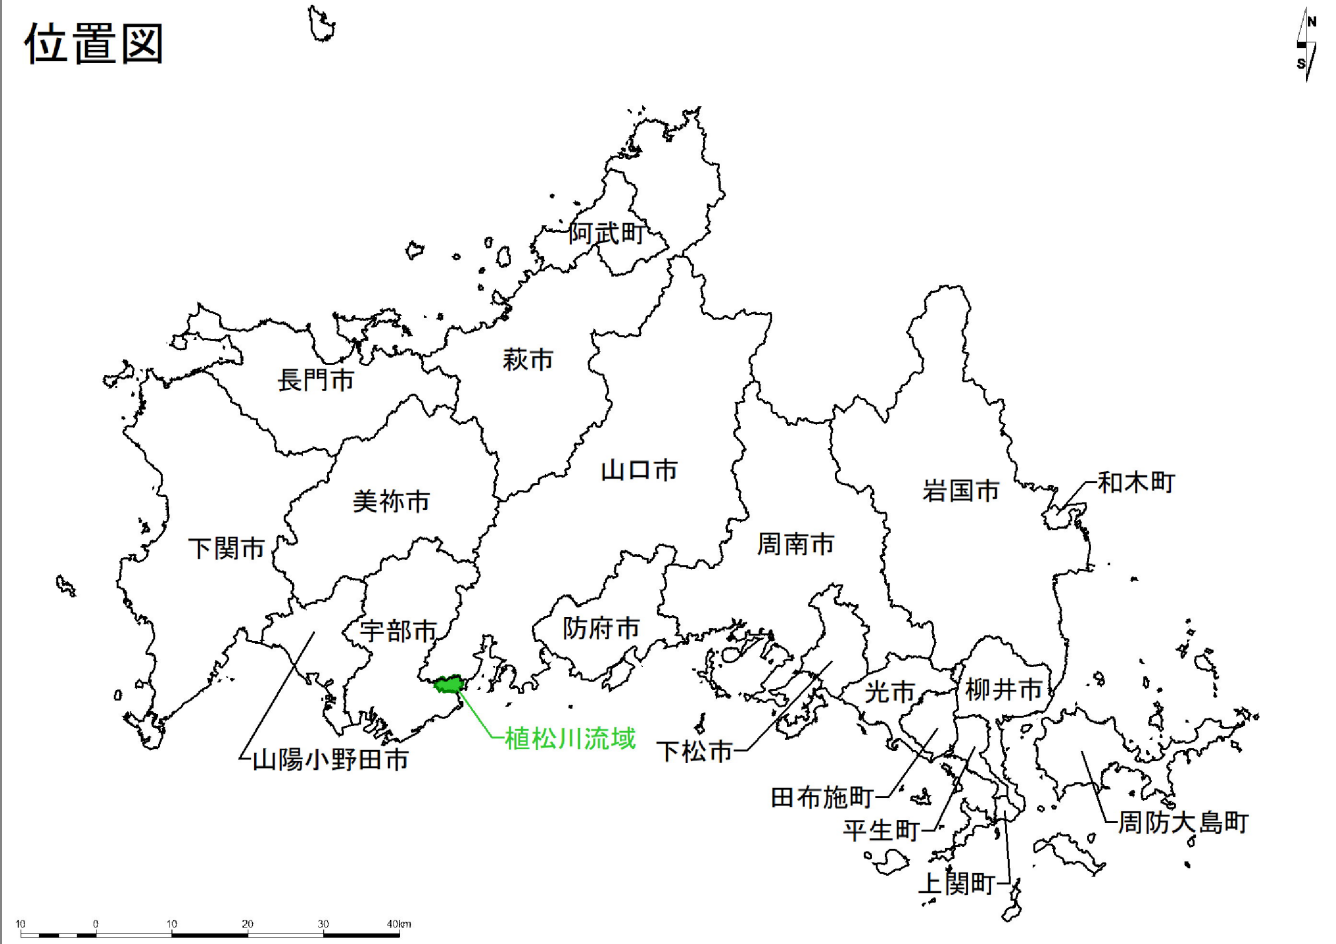 位置図
N
S
阿武町
萩市
長門市
山口市
美祢市
岩国市
和木町
下関市
周南市
宇部市
防府市
光市
柳井市
植松川流域
下松市
山陽小野田市
田布施町
平生町
周防大島町
上関町
10 0 10 20 30 40km